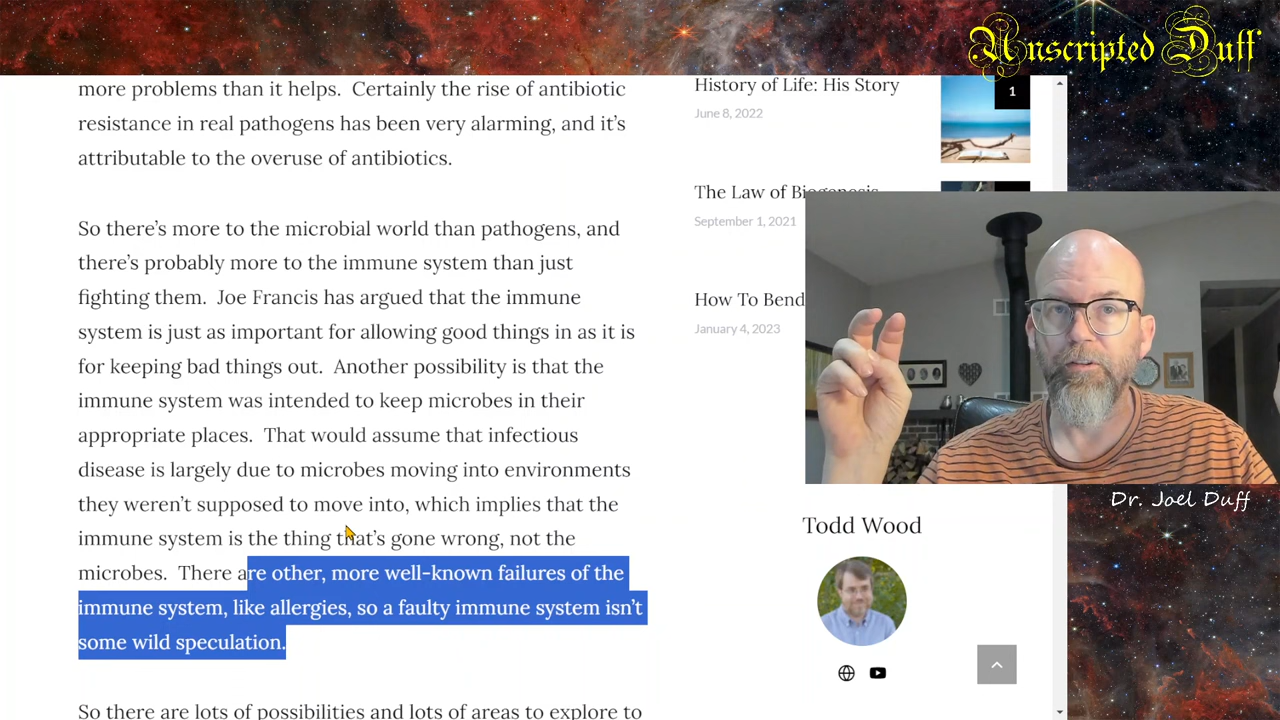 Unscripted Duff
more problems than it helps.  Certainly the rise of antibiotic
resistance in real pathogens has been very alarming, and it’s
attributable to the overuse of antibiotics.
So there’s more to the microbial world than pathogens, and
there’s probably more to the immune system than just
fighting them.  Joe Francis has argued that the immune
system is just as important for allowing good things in as it is
for keeping bad things out.  Another possibility is that the
immune system was intended to keep microbes in their
appropriate places.  That would assume that infectious
disease is largely due to microbes moving into environments
they weren’t supposed to move into, which implies that the
immune system is the thing that’s gone wrong, not the
microbes.  There are other, more well-known failures of the
immune system, like allergies, so a faulty immune system isn’t
some wild speculation.
So there are lots of possibilities and lots of areas to explore to
History of Life: His Story
June 8, 2022
1
The Law of Biogenesis
September 1, 2021
How To Bend
January 4, 2023
Dr. Joel Duff
Todd Wood